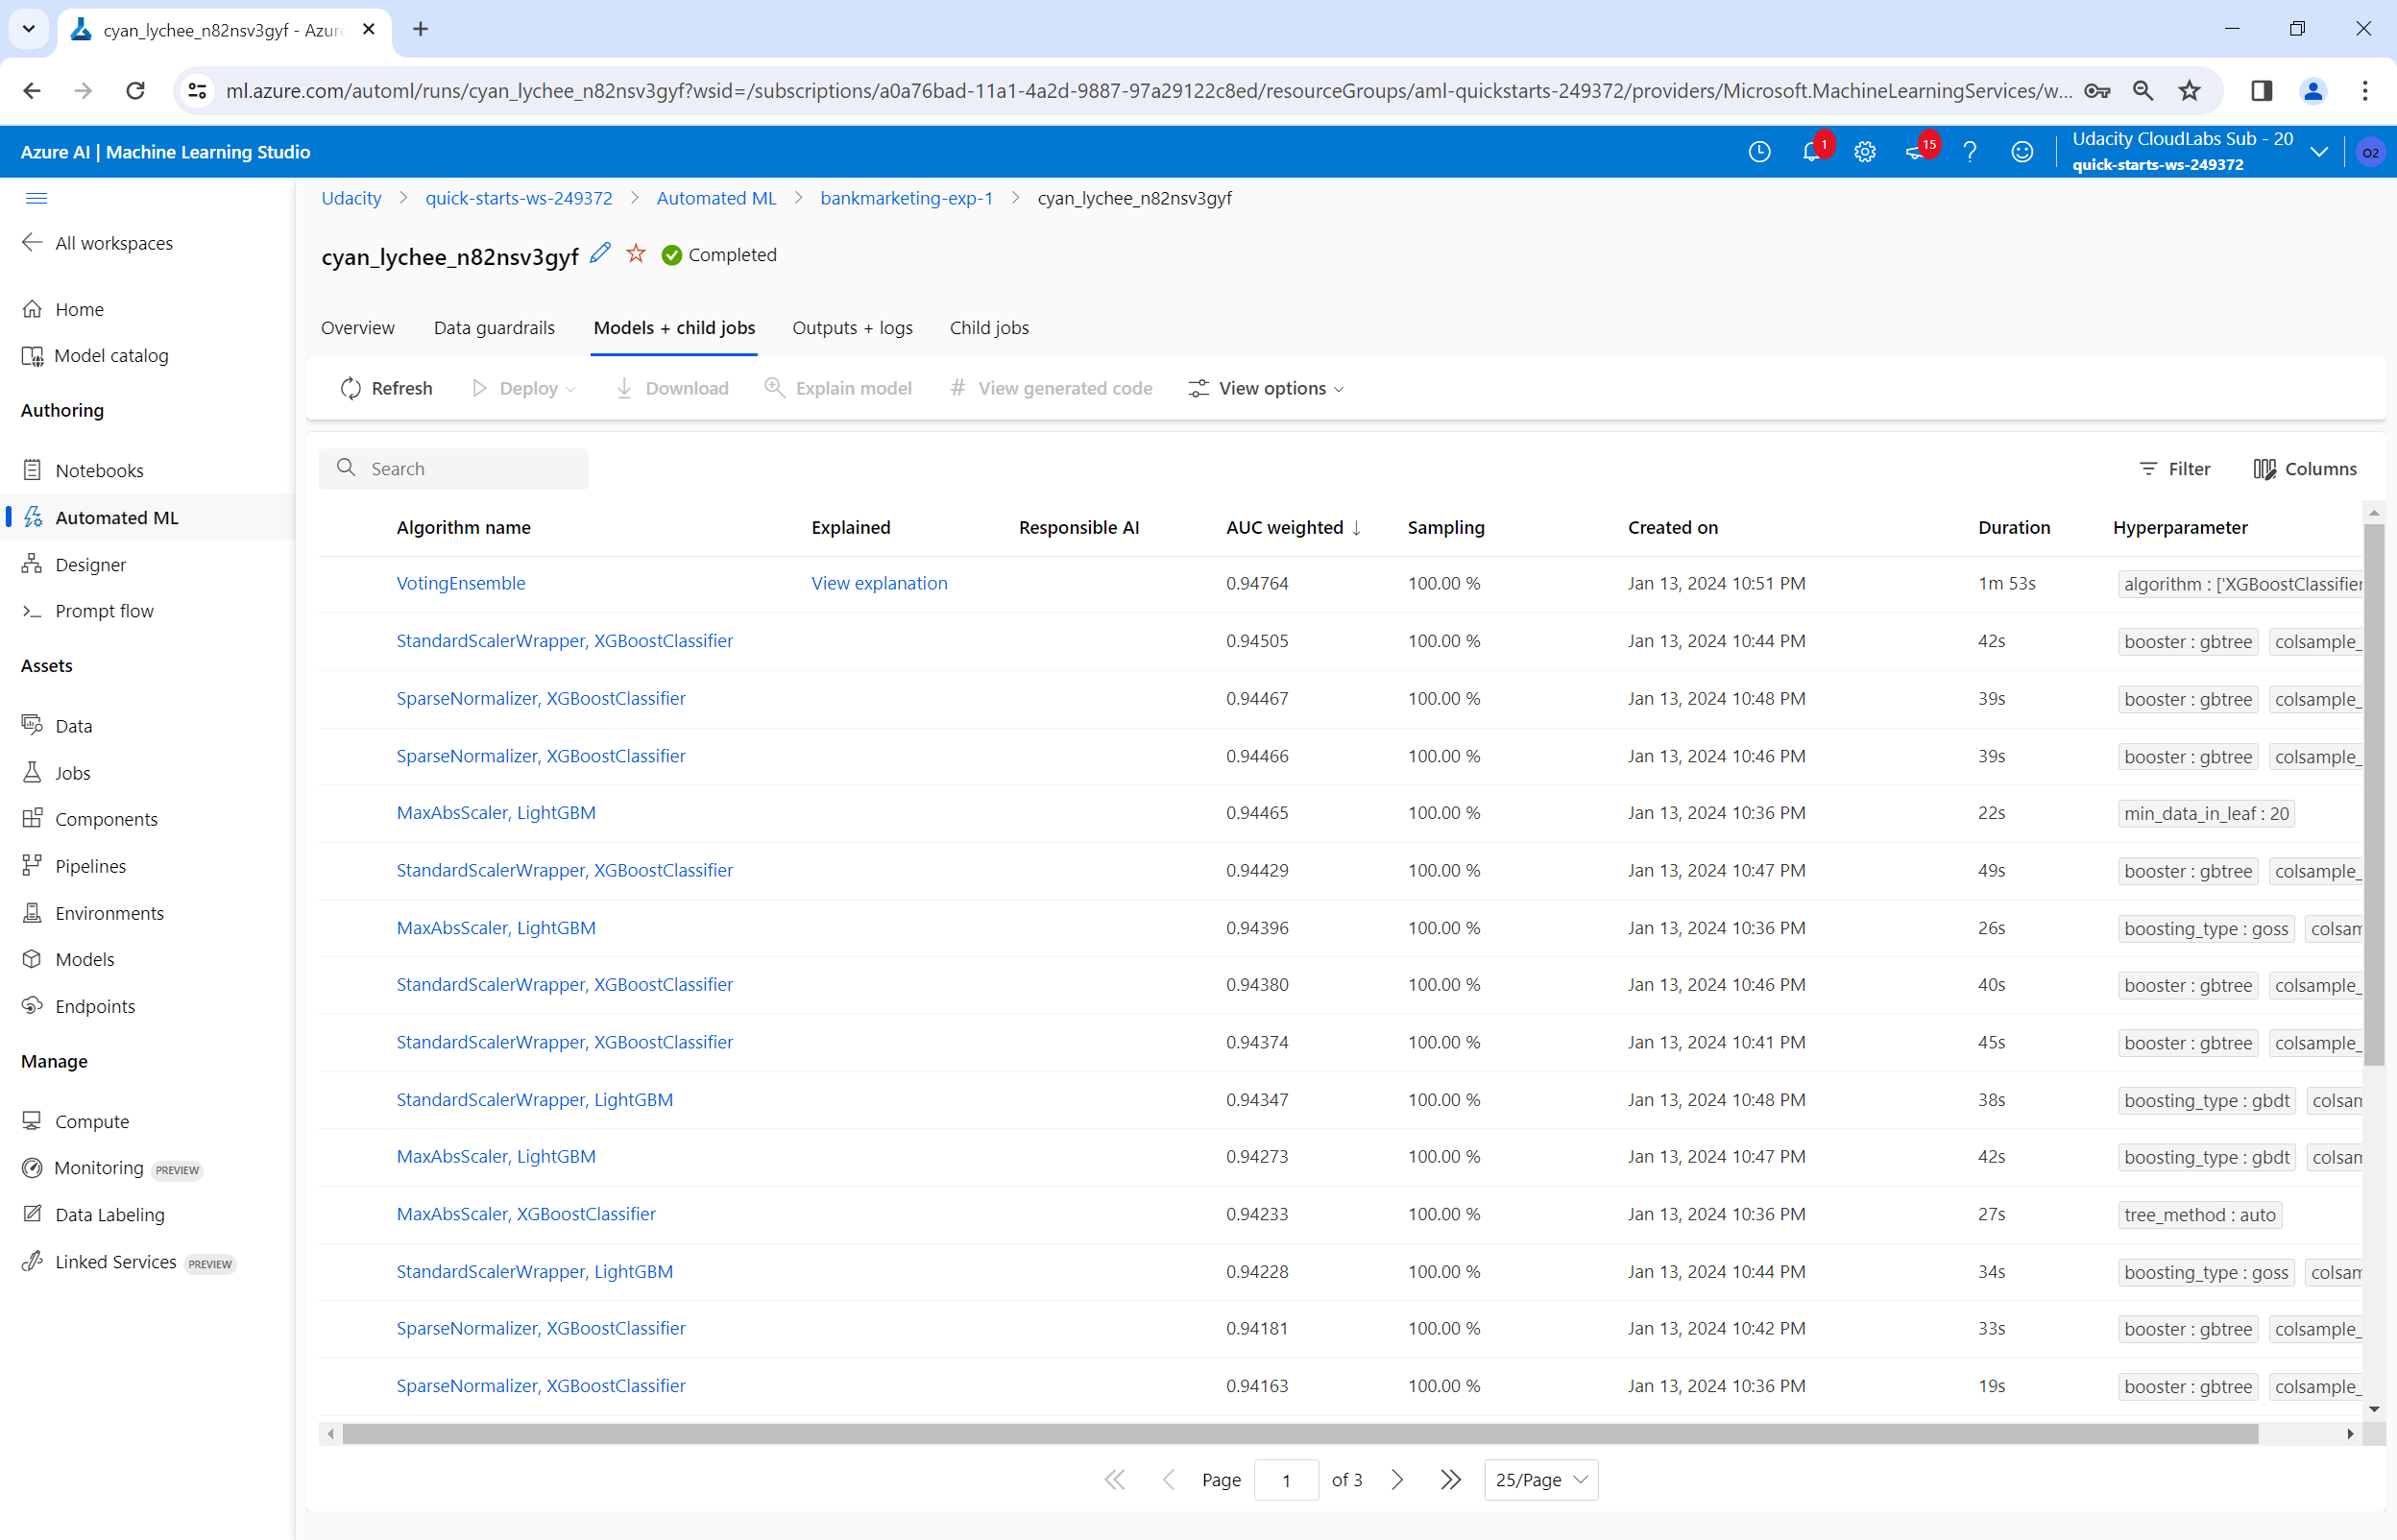 cyan_lychee_n82nsv3gyf - Azure
ml.azure.com/automl/runs/cyan_lychee_n82nsv3gyf?wsid=/subscriptions/a0a76bad-11a1-4a2d-9887-97a29122c8ed/resourceGroups/aml-quickstarts-249372/providers/Microsoft.MachineLearningServices/w...
Azure AI | Machine Learning Studio
1
15
Udacity CloudLabs Sub - 20
quick-starts-ws-249372
O2
All workspaces
Home
Model catalog
Authoring
Notebooks
Automated ML
Designer
Prompt flow
Assets
Data
Jobs
Components
Pipelines
Environments
Models
Endpoints
Manage
Compute
Monitoring PREVIEW
Data Labeling
Linked Services PREVIEW
Udacity > quick-starts-ws-249372 > Automated ML > bankmarketing-exp-1 > cyan_lychee_n82nsv3gyf
cyan_lychee_n82nsv3gyf Completed
Overview Data guardrails Models + child jobs Outputs + logs Child jobs
Refresh Deploy Download Explain model # View generated code View options
Search Filter Columns
Algorithm name Explained Responsible AI AUC weighted ↓ Sampling Created on Duration Hyperparameter
VotingEnsemble View explanation 0.94764 100.00 % Jan 13, 2024 10:51 PM 1m 53s algorithm : ['XGBoostClassifier
StandardScalerWrapper, XGBoostClassifier 0.94505 100.00 % Jan 13, 2024 10:44 PM 42s booster : gbtree colsample_
SparseNormalizer, XGBoostClassifier 0.94467 100.00 % Jan 13, 2024 10:48 PM 39s booster : gbtree colsample_
SparseNormalizer, XGBoostClassifier 0.94466 100.00 % Jan 13, 2024 10:46 PM 39s booster : gbtree colsample_
MaxAbsScaler, LightGBM 0.94465 100.00 % Jan 13, 2024 10:36 PM 22s min_data_in_leaf : 20
StandardScalerWrapper, XGBoostClassifier 0.94429 100.00 % Jan 13, 2024 10:47 PM 49s booster : gbtree colsample_
MaxAbsScaler, LightGBM 0.94396 100.00 % Jan 13, 2024 10:36 PM 26s boosting_type : goss colsam
StandardScalerWrapper, XGBoostClassifier 0.94380 100.00 % Jan 13, 2024 10:46 PM 40s booster : gbtree colsample_
StandardScalerWrapper, XGBoostClassifier 0.94374 100.00 % Jan 13, 2024 10:41 PM 45s booster : gbtree colsample_
StandardScalerWrapper, LightGBM 0.94347 100.00 % Jan 13, 2024 10:48 PM 38s boosting_type : gbdt colsam
MaxAbsScaler, LightGBM 0.94273 100.00 % Jan 13, 2024 10:47 PM 42s boosting_type : gbdt colsam
MaxAbsScaler, XGBoostClassifier 0.94233 100.00 % Jan 13, 2024 10:36 PM 27s tree_method : auto
StandardScalerWrapper, LightGBM 0.94228 100.00 % Jan 13, 2024 10:44 PM 34s boosting_type : goss colsam
SparseNormalizer, XGBoostClassifier 0.94181 100.00 % Jan 13, 2024 10:42 PM 33s booster : gbtree colsample_
SparseNormalizer, XGBoostClassifier 0.94163 100.00 % Jan 13, 2024 10:36 PM 19s booster : gbtree colsample_
Page 1 of 3 25/Page